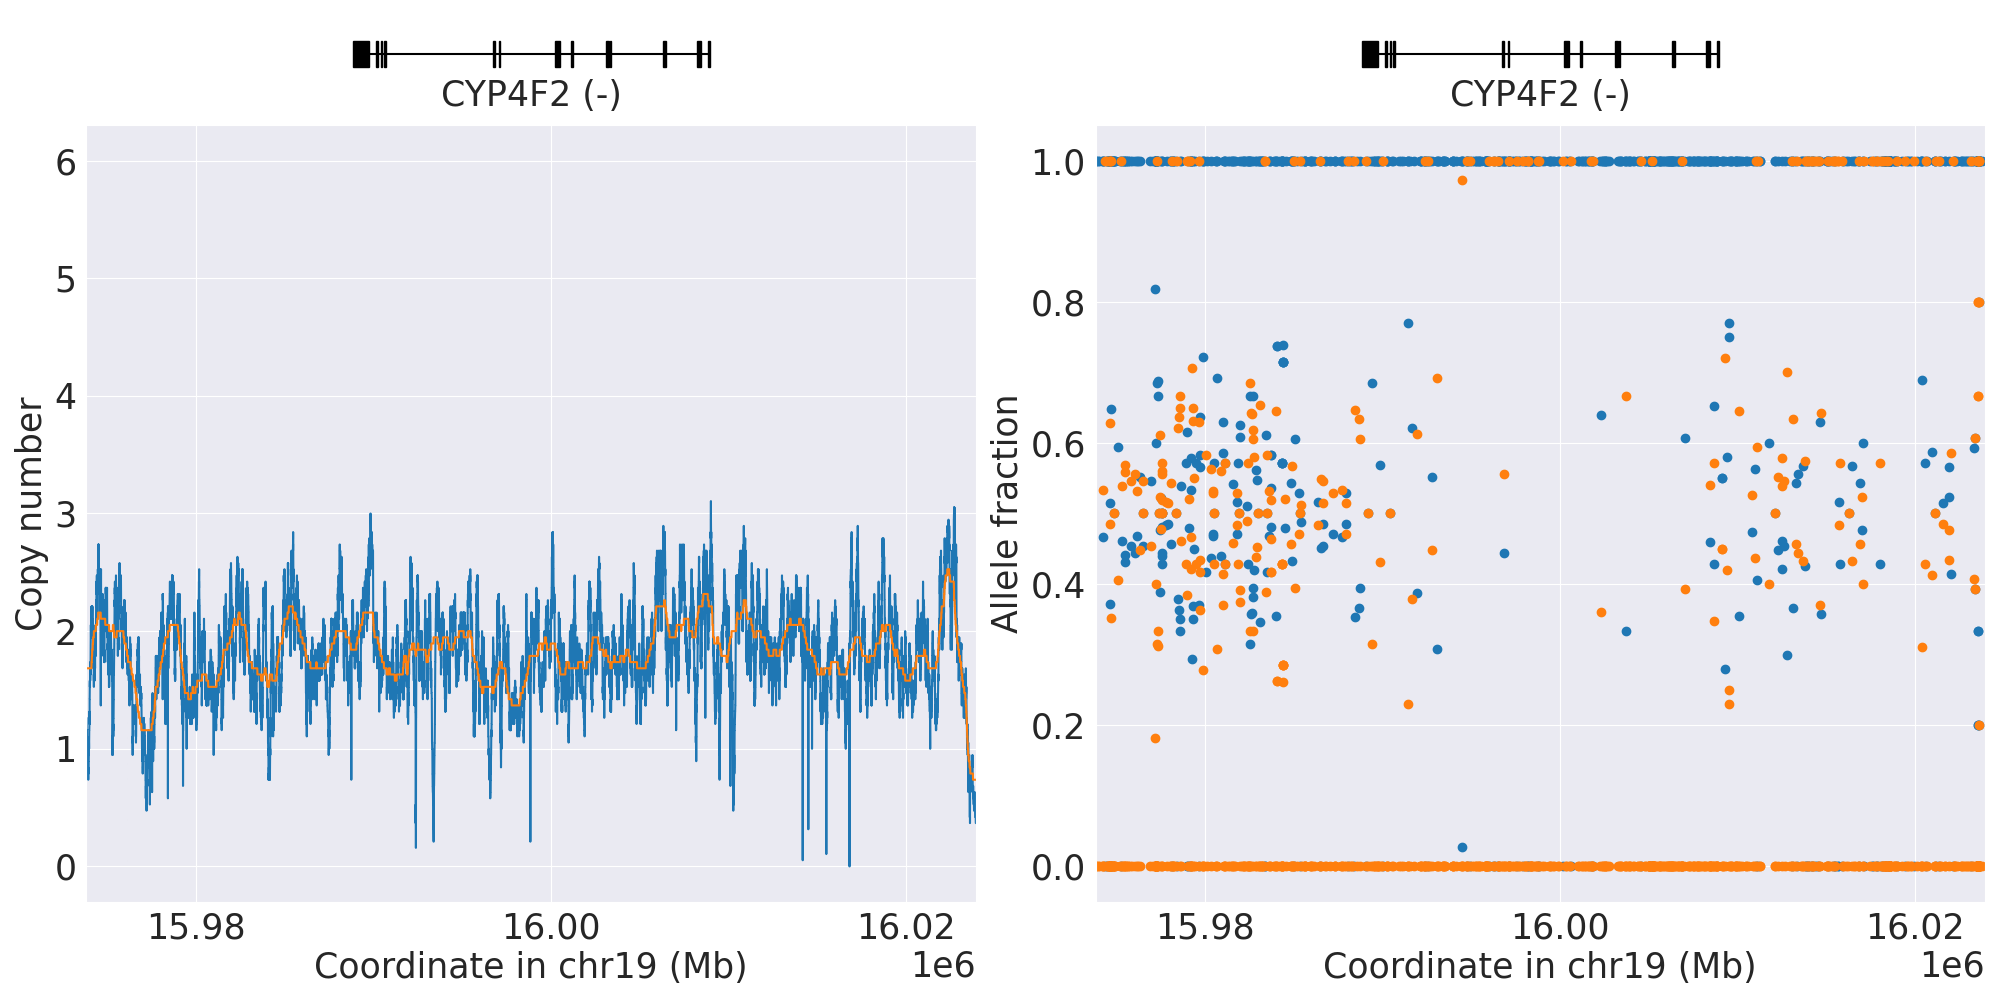 CYP4F2 (-)
6
5
4
3
2
1
0
Copy number
15.98
16.00
16.02
Coordinate in chr19 (Mb)
1e6
CYP4F2 (-)
1.0
0.8
0.6
0.4
0.2
0.0
Allele fraction
15.98
16.00
16.02
Coordinate in chr19 (Mb)
1e6